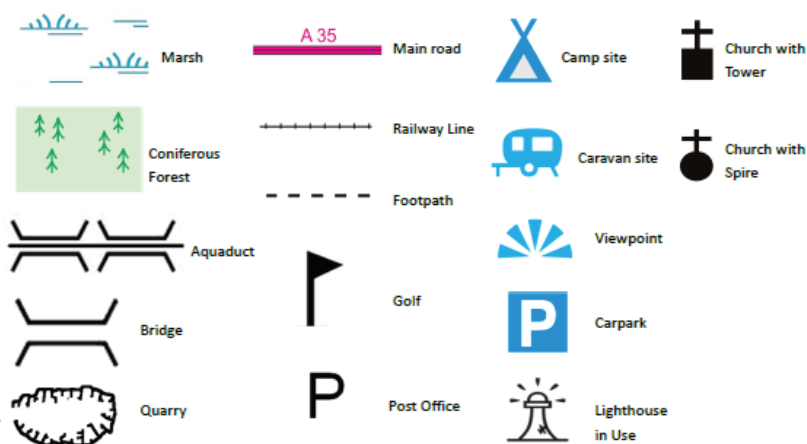 Marsh
Coniferous
Forest
Aquaduct
Bridge
Quarry
A 35
Main road
Railway Line
Footpath
Golf
P
Post Office
Camp site
Caravan site
Viewpoint
P
Carpark
Lighthouse
in Use
Church with
Tower
Church with
Spire